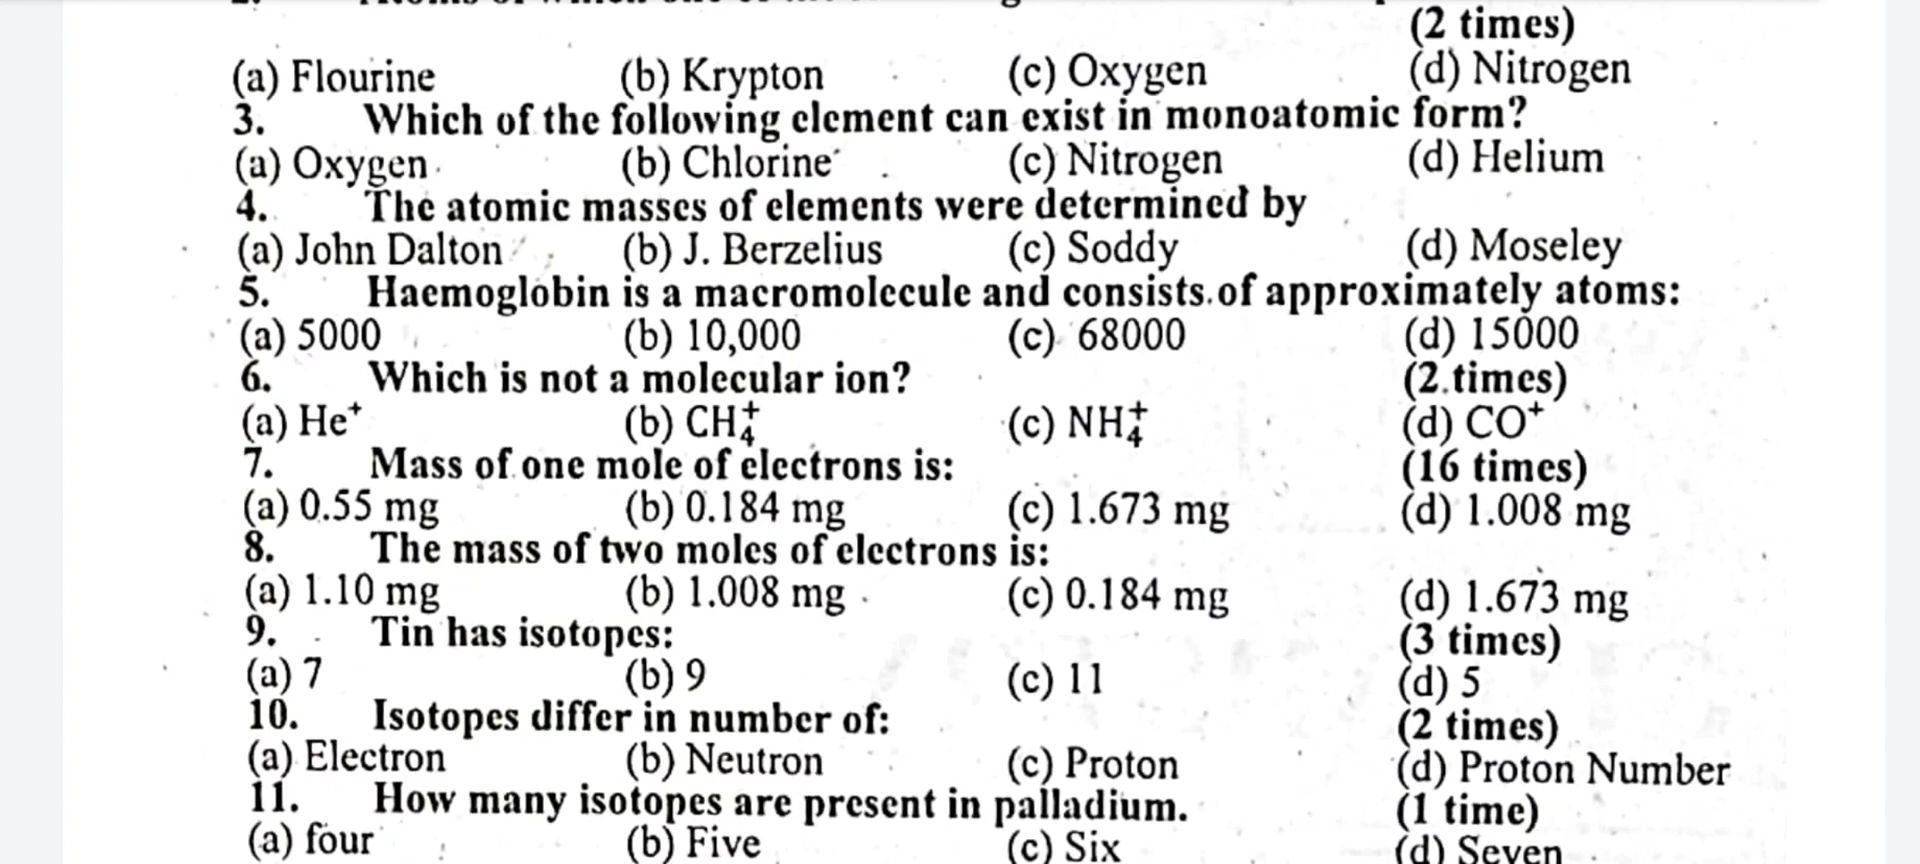 (2 times)
(a) Flourine (b) Krypton (c) Oxygen (d) Nitrogen
3. Which of the following element can exist in monoatomic form?
(a) Oxygen (b) Chlorine (c) Nitrogen (d) Helium
4. The atomic masses of elements were determined by
(a) John Dalton (b) J. Berzelius (c) Soddy (d) Moseley
5. Haemoglobin is a macromolecule and consists of approximately atoms:
(a) 5000 (b) 10,000 (c) 68000 (d) 15000
6. Which is not a molecular ion? (2 times)
(a) He⁺ (b) CH₄⁺ (c) NH₄⁺ (d) CO⁺
7. Mass of one mole of electrons is: (16 times)
(a) 0.55 mg (b) 0.184 mg (c) 1.673 mg (d) 1.008 mg
8. The mass of two moles of electrons is:
(a) 1.10 mg (b) 1.008 mg (c) 0.184 mg (d) 1.673 mg
9. Tin has isotopes: (3 times)
(a) 7 (b) 9 (c) 11 (d) 5
10. Isotopes differ in number of: (2 times)
(a) Electron (b) Neutron (c) Proton (d) Proton Number
11. How many isotopes are present in palladium. (1 time)
(a) four (b) Five (c) Six (d) Seven